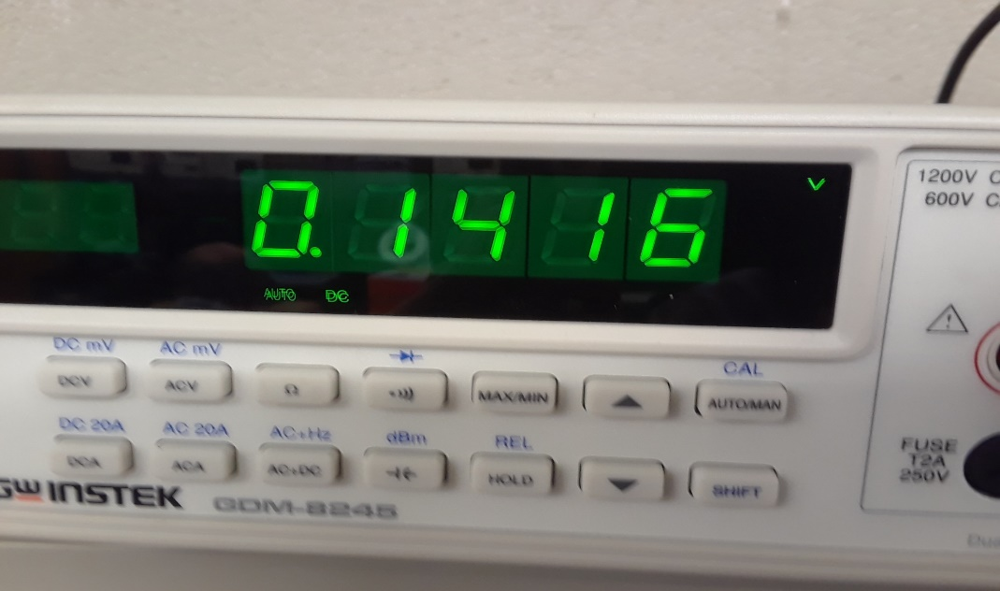 0.1416
V
AUTO DC
DC mV AC mV CAL
DCV ACV Ω MAX/MIN AUTO/MAN
DC 20A AC 20A AC+Hz dBm REL
DCA ACA AC+DC HOLD SHIFT
GW INSTEK GDM-8245
1200V
600V
FUSE
12A
250V